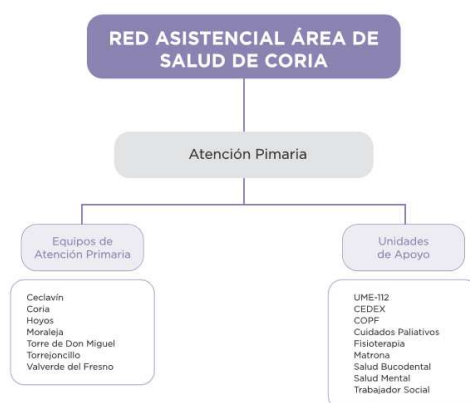 RED ASISTENCIAL ÁREA DE
SALUD DE CORIA
Atención Pimaria
Equipos de
Atención Primaria
Unidades
de Apoyo
Ceclavín
Coria
Hoyos
Moraleja
Torre de Don Miguel
Torrejoncillo
Valverde del Fresno
UME-112
CEDEX
COPF
Cuidados Paliativos
Fisioterapia
Matrona
Salud Bucodental
Salud Mental
Trabajador Social